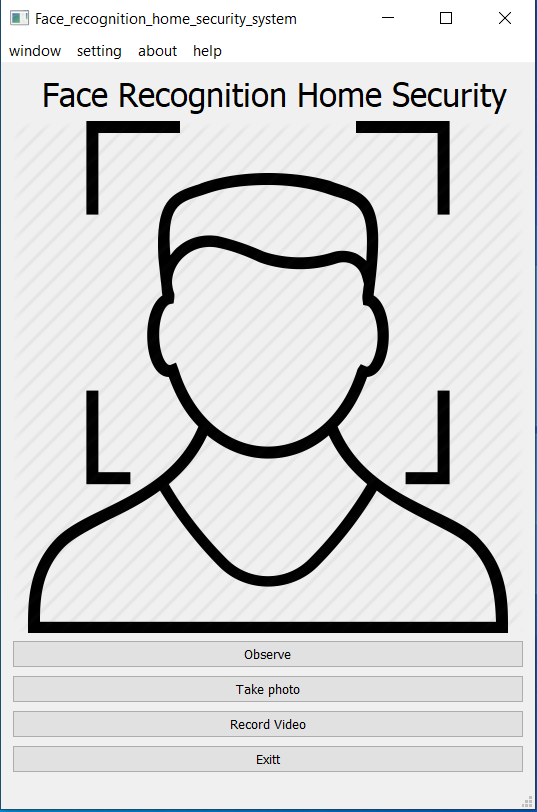 Face_recognition_home_security_system
window setting about help
Face Recognition Home Security
Observe
Take photo
Record Video
Exitt